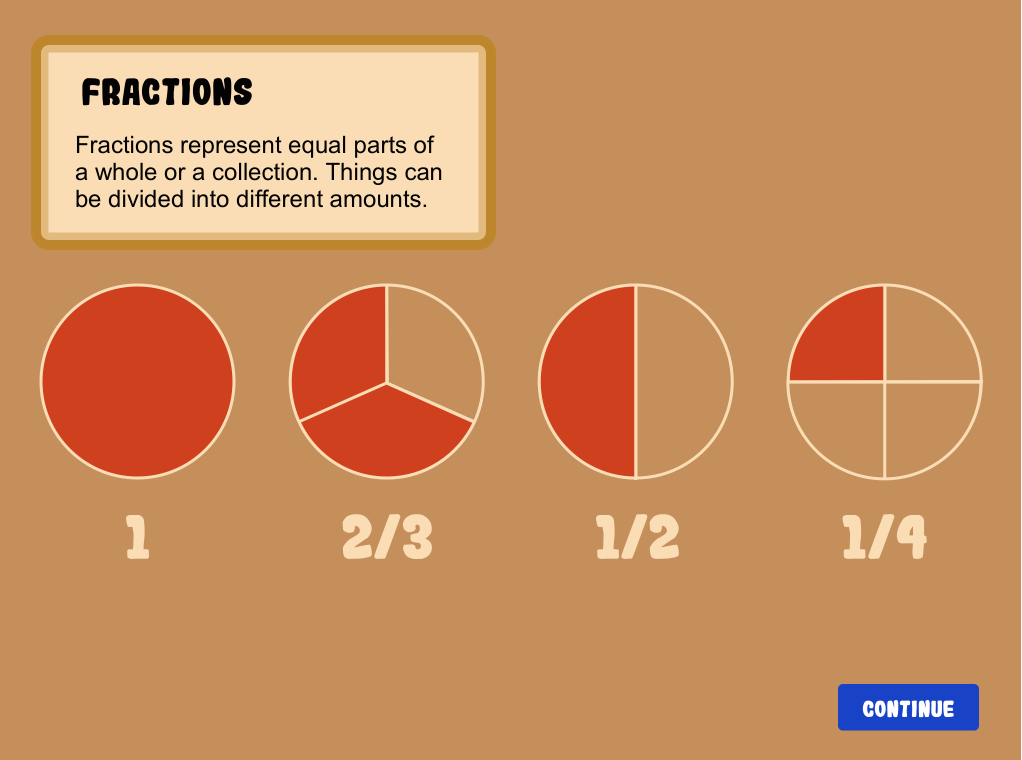 FRACTIONS
Fractions represent equal parts of
a whole or a collection. Things can
be divided into different amounts.
1 2/3 1/2 1/4
CONTINUE